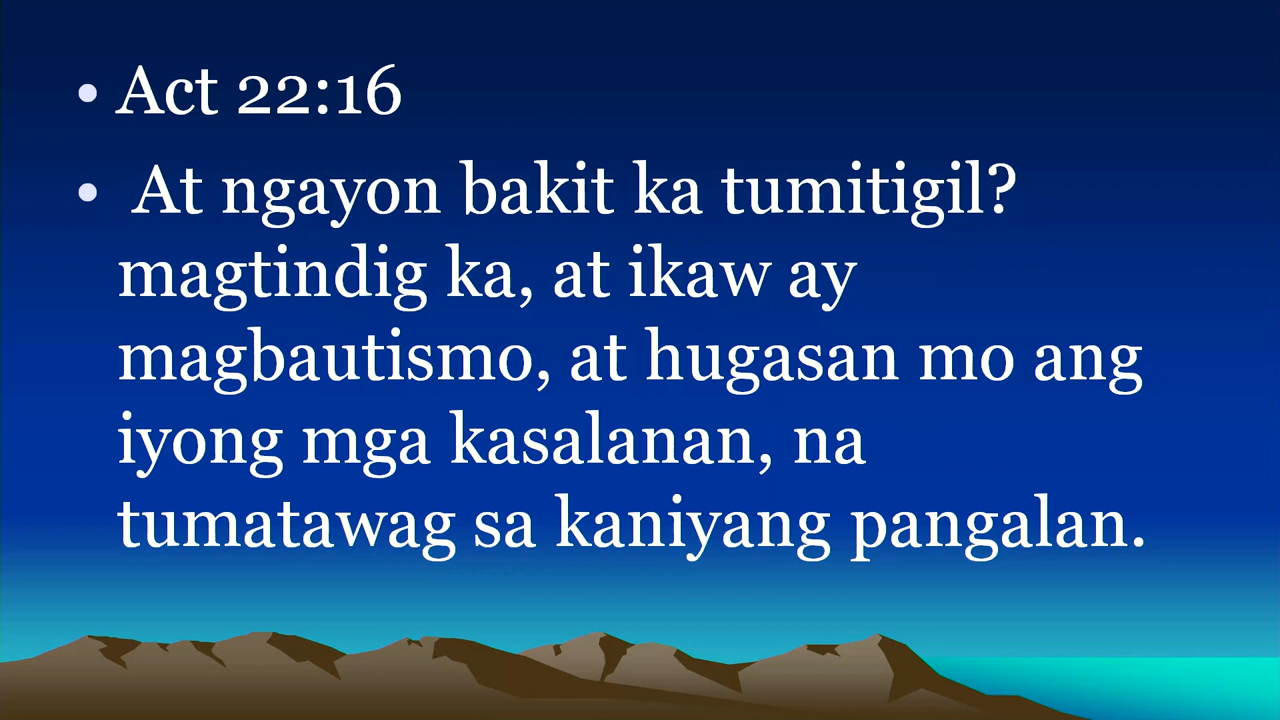 • Act 22:16
• At ngayon bakit ka tumitigil?
magtindig ka, at ikaw ay
magbautismo, at hugasan mo ang
iyong mga kasalanan, na
tumatawag sa kaniyang pangalan.